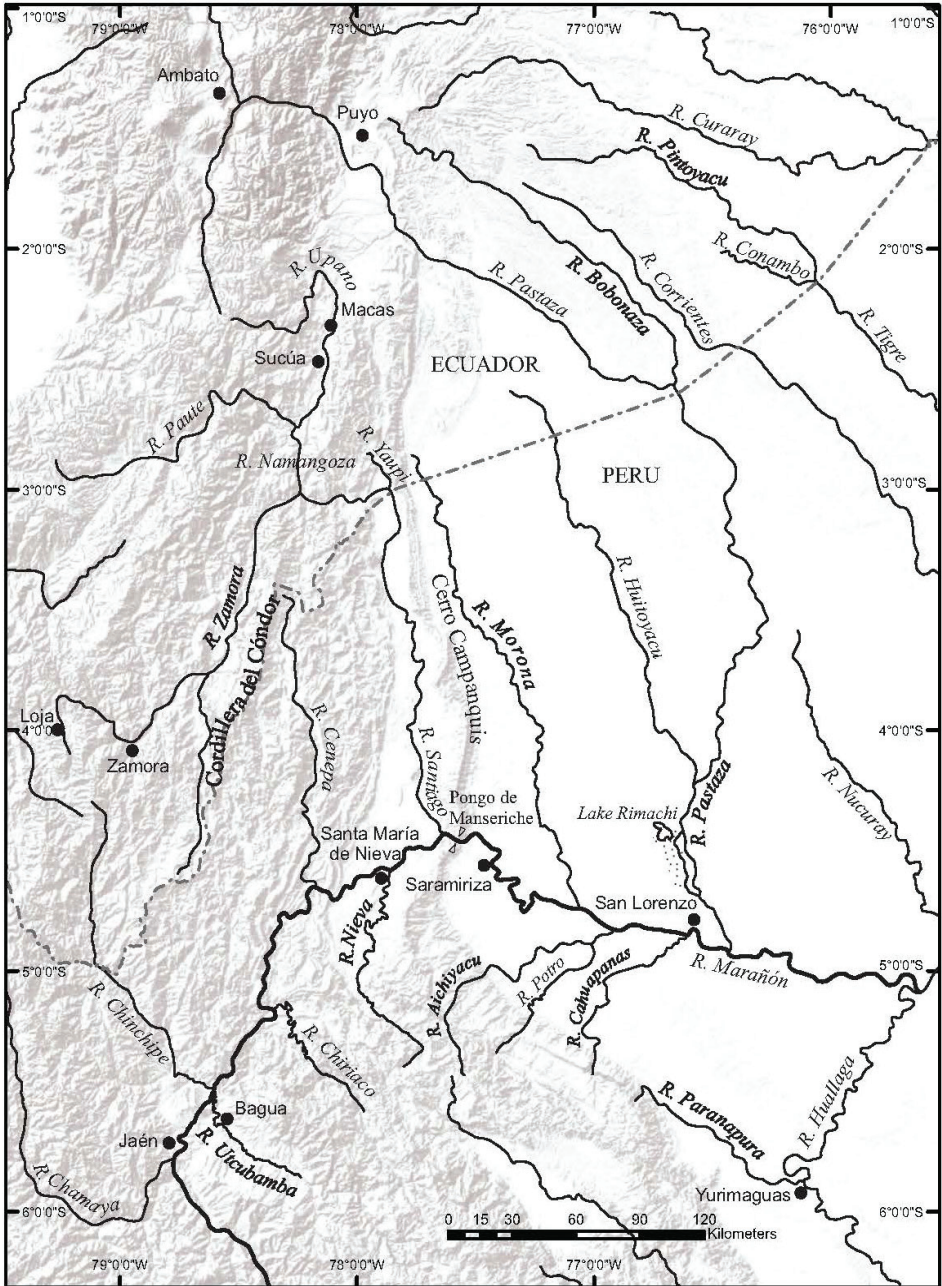 1°0'0"S
79°0'0"W
78°0'0"W
77°0'0"W
76°0'0"W
1°0'0"S
Ambato
Puyo
R. Curaray
R. Pintoyacu
2°0'0"S
2°0'0"S
R. Upano
R. Conambo
R. Corrientes
R. Bobonaza
R. Pastaza
Macas
R. Tigre
Sucúa
ECUADOR
R. Paute
R. Namangoza
R. Yaupi
PERU
3°0'0"S
3°0'0"S
R. Zamora
Cordillera del Cóndor
Cerro Campanquis
R. Morona
R. Huitoyacu
R. Cenepa
R. Santiago
Loja
4°0'0"S
4°0'0"S
Zamora
R. Pastaza
R. Nucuray
Pongo de
Manseriche
Lake Rimachi
Santa María
de Nieva
Saramiriza
San Lorenzo
R.Nieva
R. Aichiyacu
R. Potro
R. Cahuapanas
R. Marañón
5°0'0"S
5°0'0"S
R. Chinchipe
R. Chiriaco
R. Huallaga
R. Paranapura
Bagua
Jaén
R. Utcubamba
R. Chamaya
Yurimaguas
6°0'0"S
6°0'0"S
0 15 30 60 90 120
Kilometers
79°0'0"W
78°0'0"W
77°0'0"W
76°0'0"W